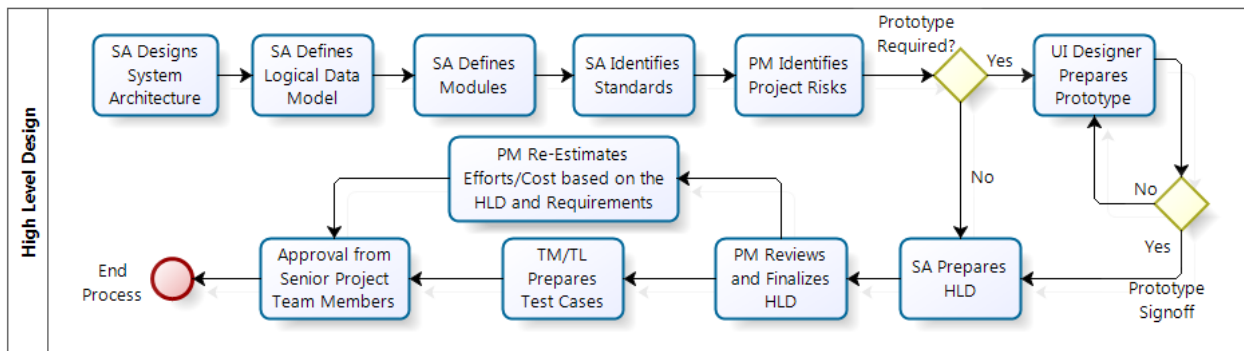 High Level Design
SA Designs
System
Architecture
SA Defines
Logical Data
Model
SA Defines
Modules
SA Identifies
Standards
PM Identifies
Project Risks
Prototype
Required?
Yes
UI Designer
Prepares
Prototype
No
No
Yes
Prototype
Signoff
SA Prepares
HLD
PM Reviews
and Finalizes
HLD
PM Re-Estimates
Efforts/Cost based on the
HLD and Requirements
TM/TL
Prepares
Test Cases
Approval from
Senior Project
Team Members
End
Process